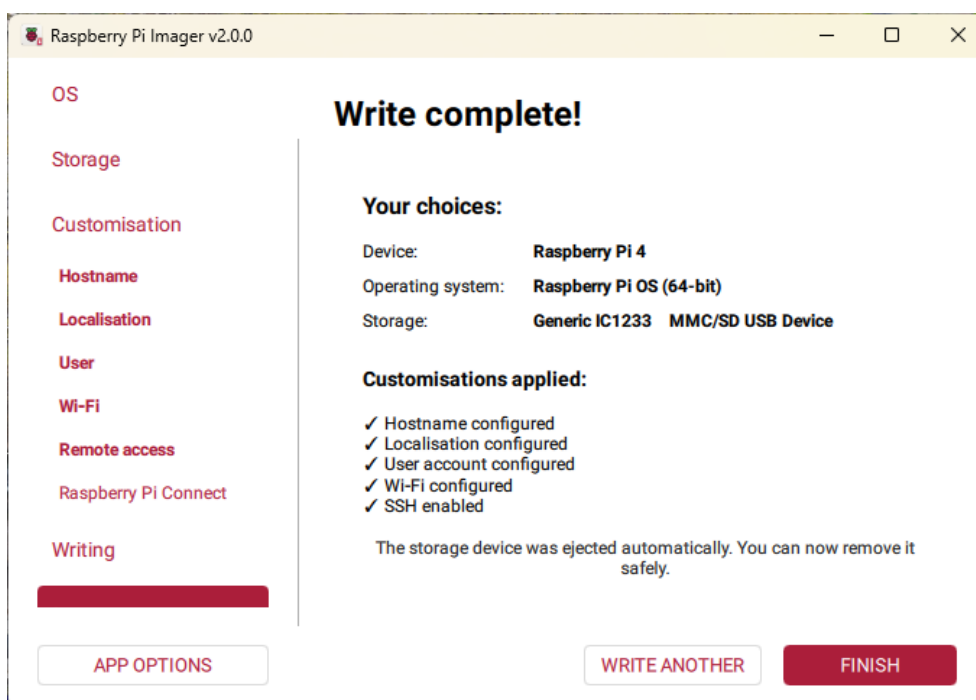 Raspberry Pi Imager v2.0.0
OS
Storage
Customisation
Hostname
Localisation
User
Wi-Fi
Remote access
Raspberry Pi Connect
Writing
APP OPTIONS
Write complete!
Your choices:
Device: Raspberry Pi 4
Operating system: Raspberry Pi OS (64-bit)
Storage: Generic IC1233 MMC/SD USB Device
Customisations applied:
✓ Hostname configured
✓ Localisation configured
✓ User account configured
✓ Wi-Fi configured
✓ SSH enabled
The storage device was ejected automatically. You can now remove it
safely.
WRITE ANOTHER
FINISH